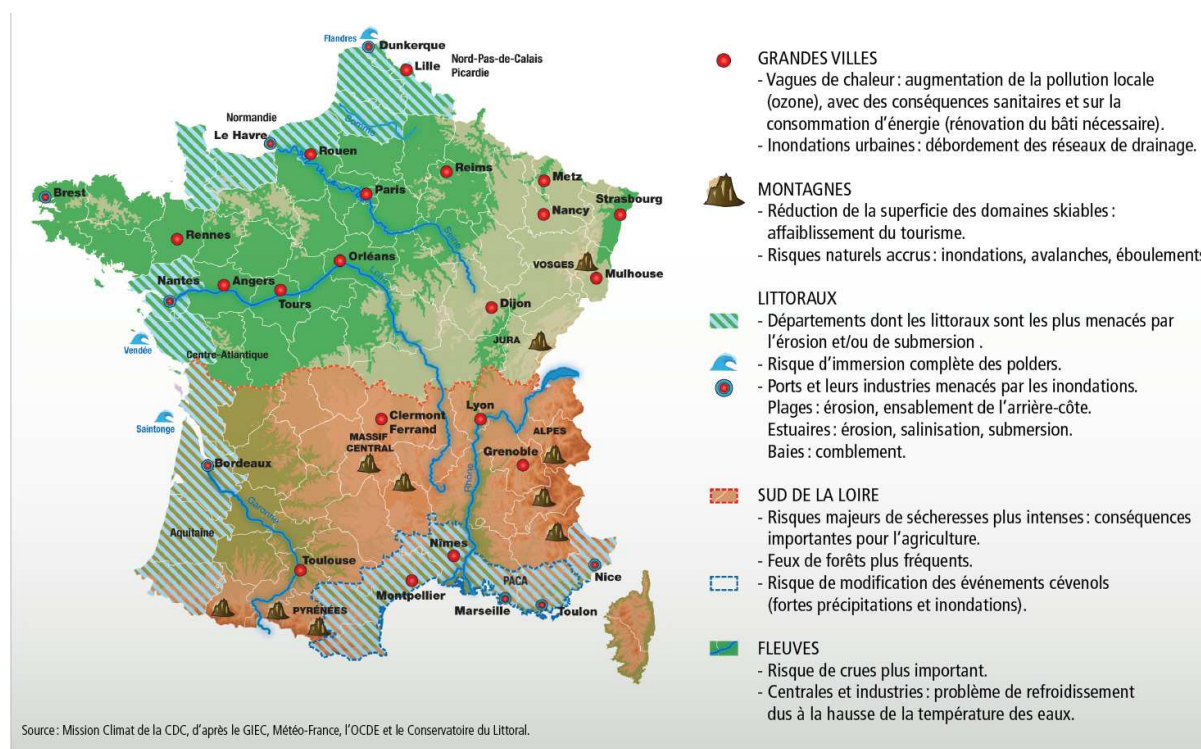 Flandres
Dunkerque
Lille
Nord-Pas-de-Calais
Picardie
Normandie
Le Havre
Somme
Rouen
Reims
Metz
Brest
Paris
Nancy
Strasbourg
Rennes
Seine
Orléans
VOSGES
Mulhouse
Nantes
Angers
Loire
Tours
Dijon
JURA
Vendée
Centre-Atlantique
Clermont
Ferrand
Lyon
ALPES
Saintonge
MASSIF
CENTRAL
Grenoble
Bordeaux
Rhône
Garonne
Aquitaine
Nîmes
Toulouse
PACA
Nice
Montpellier
Marseille
Toulon
PYRÉNÉES
GRANDES VILLES
- Vagues de chaleur : augmentation de la pollution locale
(ozone), avec des conséquences sanitaires et sur la
consommation d'énergie (rénovation du bâti nécessaire).
- Inondations urbaines : débordement des réseaux de drainage.
MONTAGNES
- Réduction de la superficie des domaines skiables :
affaiblissement du tourisme.
- Risques naturels accrus : inondations, avalanches, éboulements
LITTORAUX
- Départements dont les littoraux sont les plus menacés par
l'érosion et/ou de submersion .
- Risque d'immersion complète des polders.
- Ports et leurs industries menacés par les inondations.
Plages : érosion, ensablement de l'arrière-côte.
Estuaires : érosion, salinisation, submersion.
Baies : comblement.
SUD DE LA LOIRE
- Risques majeurs de sécheresses plus intenses : conséquences
importantes pour l'agriculture.
- Feux de forêts plus fréquents.
- Risque de modification des événements cévenols
(fortes précipitations et inondations).
FLEUVES
- Risque de crues plus important.
- Centrales et industries : problème de refroidissement
dus à la hausse de la température des eaux.
Source : Mission Climat de la CDC, d'après le GIEC, Météo-France, l'OCDE et le Conservatoire du Littoral.